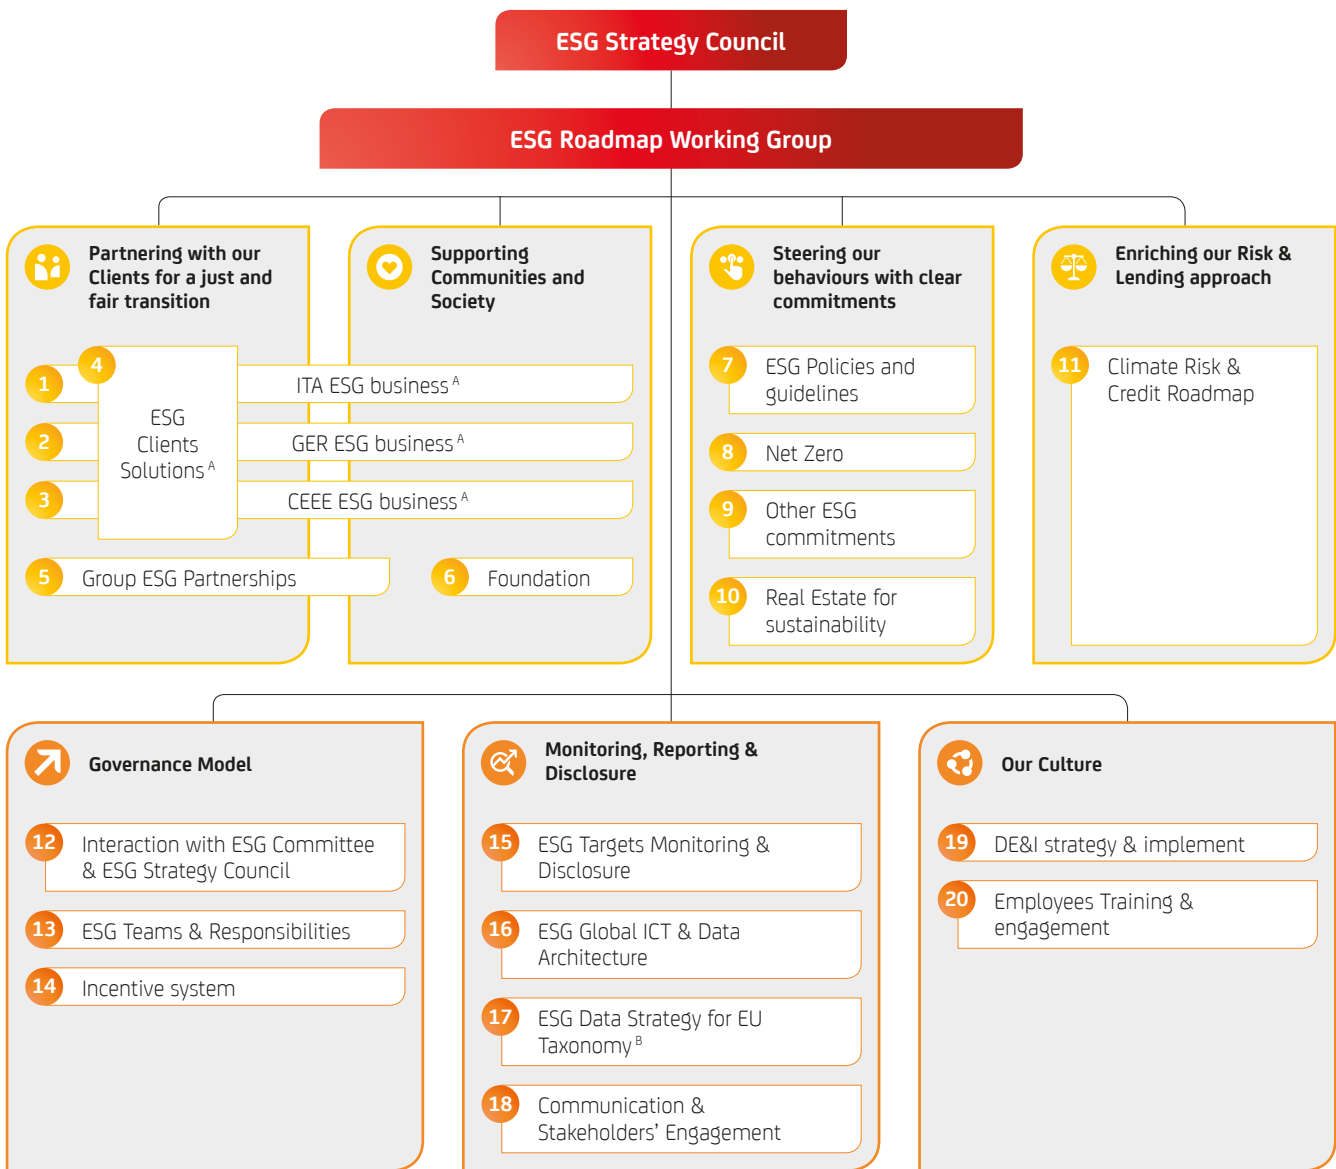 ESG Strategy Council
ESG Roadmap Working Group
Partnering with our
Clients for a just and
fair transition
4
1
ITA ESG business A
2
GER ESG business A
3
CEEE ESG business A
ESG
Clients
Solutions A
5
Group ESG Partnerships
Supporting
Communities and
Society
6
Foundation
Steering our
behaviours with clear
commitments
7
ESG Policies and
guidelines
8
Net Zero
9
Other ESG
commitments
10
Real Estate for
sustainability
Enriching our Risk &
Lending approach
11
Climate Risk &
Credit Roadmap
Governance Model
12
Interaction with ESG Committee
& ESG Strategy Council
13
ESG Teams & Responsibilities
14
Incentive system
Monitoring, Reporting &
Disclosure
15
ESG Targets Monitoring &
Disclosure
16
ESG Global ICT & Data
Architecture
17
ESG Data Strategy for EU
Taxonomy B
18
Communication &
Stakeholders’ Engagement
Our Culture
19
DE&I strategy & implement
20
Employees Training &
engagement